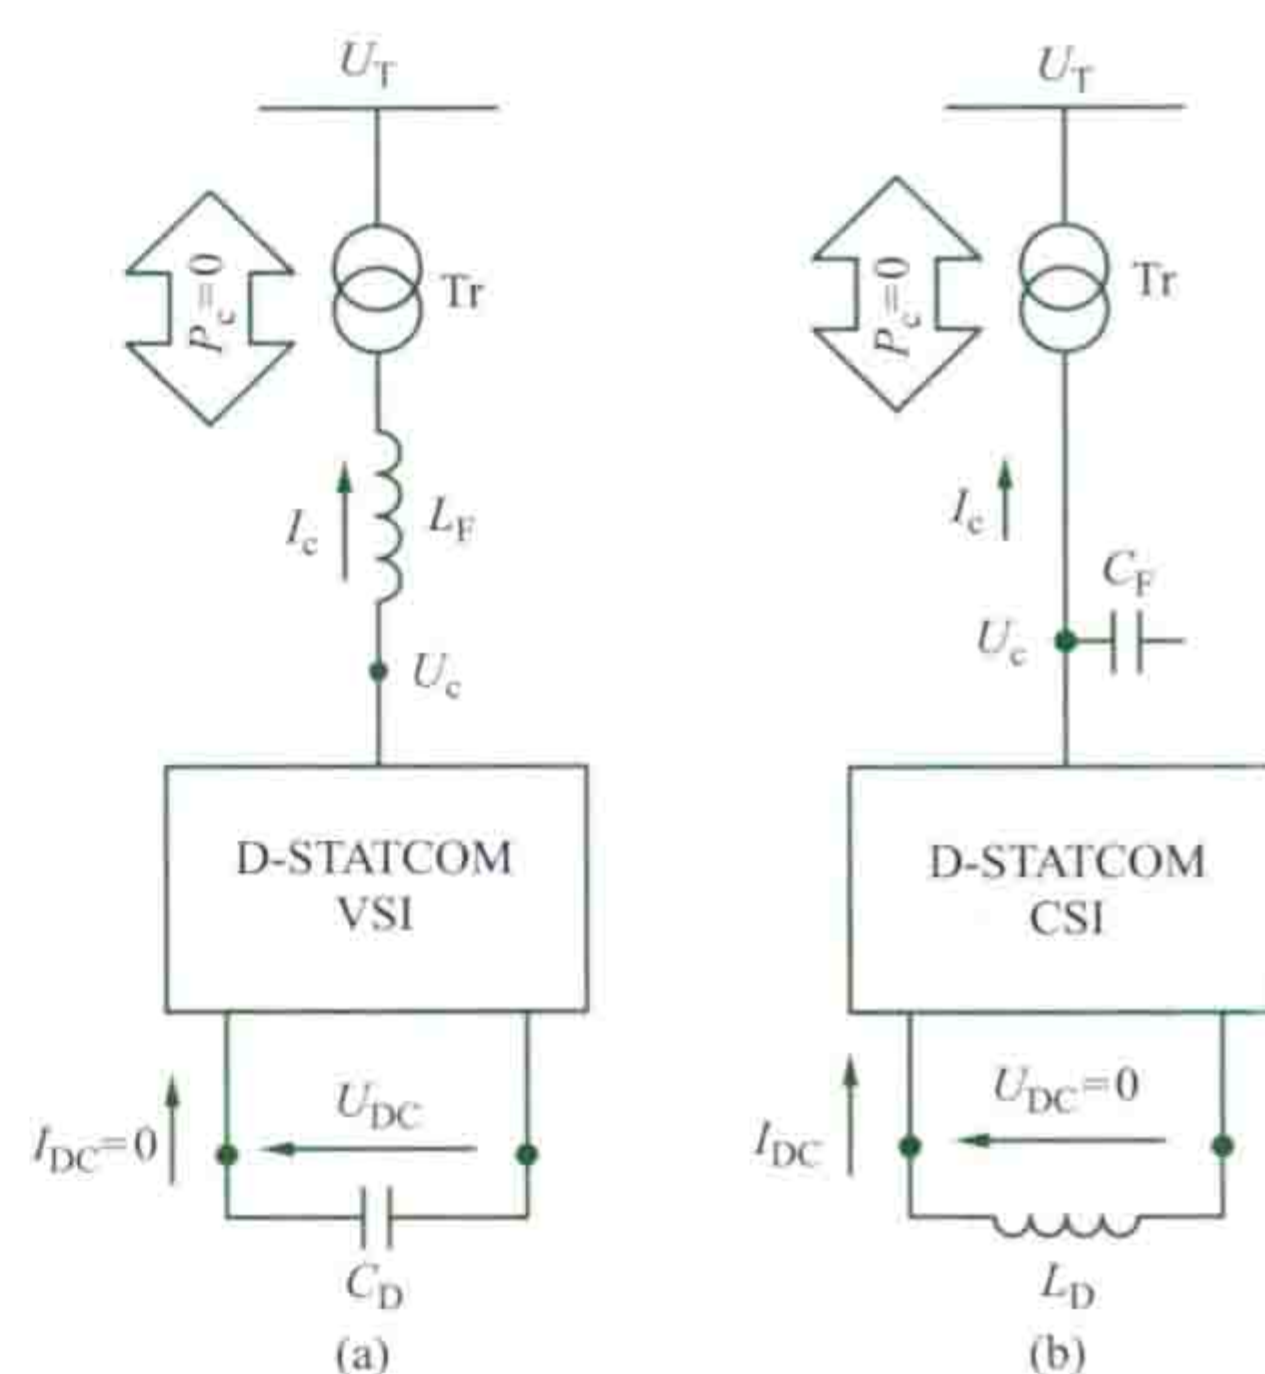 U_T
P_c=0
Tr
I_c
L_F
U_c
D-STATCOM
VSI
U_DC
I_DC=0
C_D
(a)
U_T
P_c=0
Tr
I_c
C_F
U_c
D-STATCOM
CSI
U_DC=0
I_DC
L_D
(b)